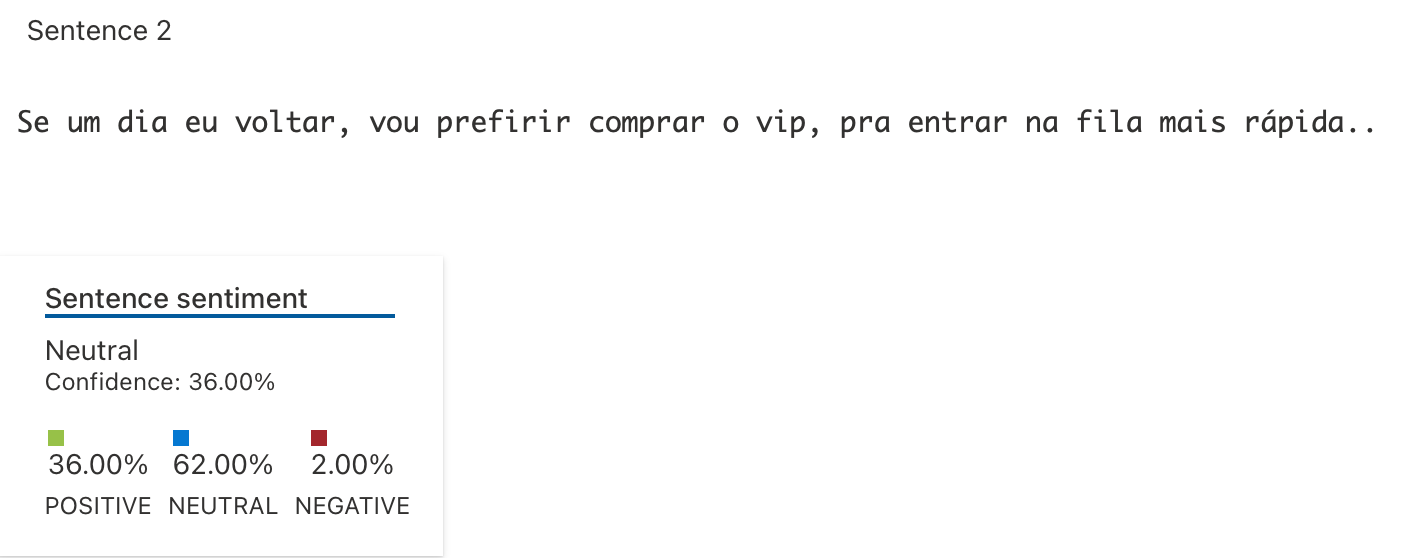 Sentence 2
Se um dia eu voltar, vou prefirir comprar o vip, pra entrar na fila mais rápida..
Sentence sentiment
Neutral
Confidence: 36.00%
36.00% 62.00% 2.00%
POSITIVE NEUTRAL NEGATIVE